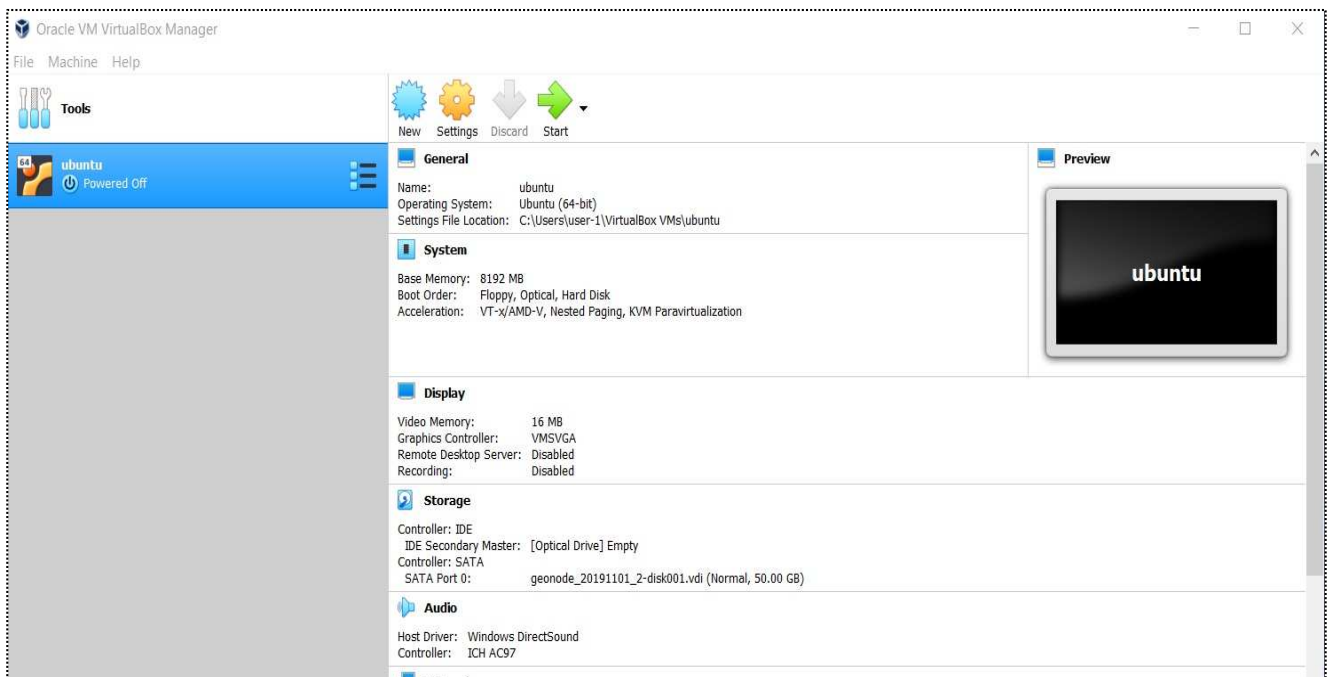 Oracle VM VirtualBox Manager
File Machine Help
Tools
New Settings Discard Start
64
ubuntu
Powered Off
General
Name: ubuntu
Operating System: Ubuntu (64-bit)
Settings File Location: C:\Users\user-1\VirtualBox VMs\ubuntu
System
Base Memory: 8192 MB
Boot Order: Floppy, Optical, Hard Disk
Acceleration: VT-x/AMD-V, Nested Paging, KVM Paravirtualization
Preview
ubuntu
Display
Video Memory: 16 MB
Graphics Controller: VMSVGA
Remote Desktop Server: Disabled
Recording: Disabled
Storage
Controller: IDE
IDE Secondary Master: [Optical Drive] Empty
Controller: SATA
SATA Port 0: geonode_20191101_2-disk001.vdi (Normal, 50.00 GB)
Audio
Host Driver: Windows DirectSound
Controller: ICH AC97